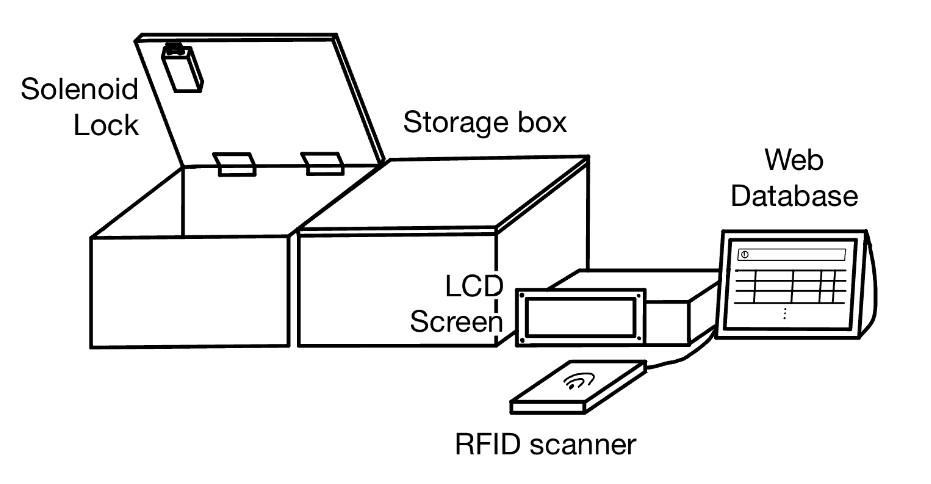 Solenoid
Lock
Storage box
Web
Database
LCD
Screen
RFID scanner